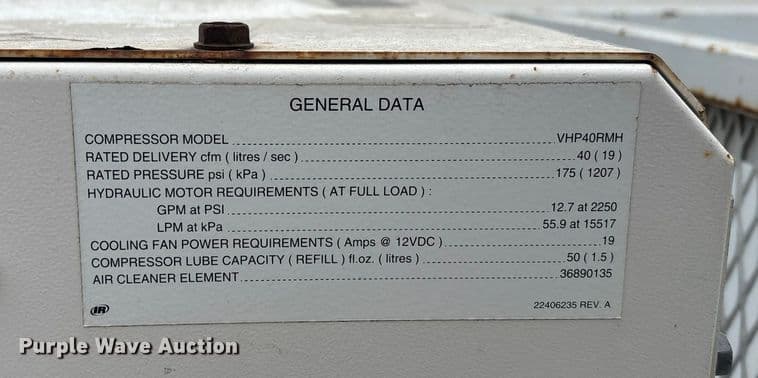 GENERAL DATA
COMPRESSOR MODEL VHP40RMH
RATED DELIVERY cfm ( litres / sec ) 40 ( 19 )
RATED PRESSURE psi ( kPa ) 175 ( 1207 )
HYDRAULIC MOTOR REQUIREMENTS ( AT FULL LOAD ) :
GPM at PSI 12.7 at 2250
LPM at kPa 55.9 at 15517
COOLING FAN POWER REQUIREMENTS ( Amps @ 12VDC ) 19
COMPRESSOR LUBE CAPACITY ( REFILL ) fl.oz. ( litres ) 50 ( 1.5 )
AIR CLEANER ELEMENT 36890135
IR 22406235 REV. A
Purple Wave Auction